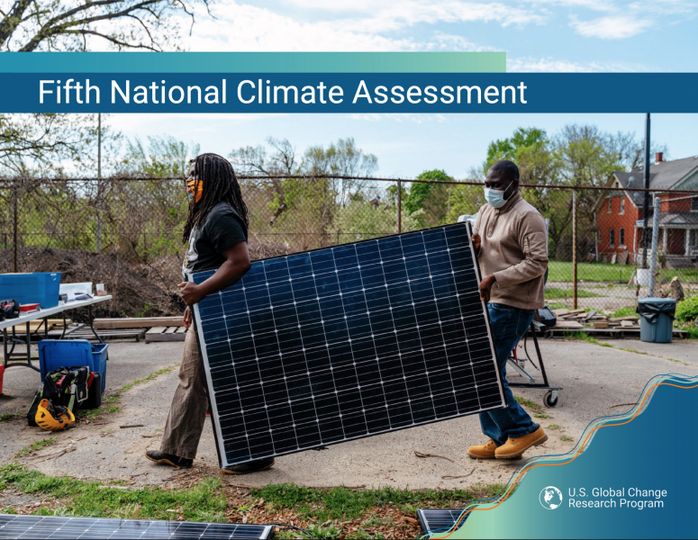 Fifth National Climate Assessment
U.S. Global Change
Research Program